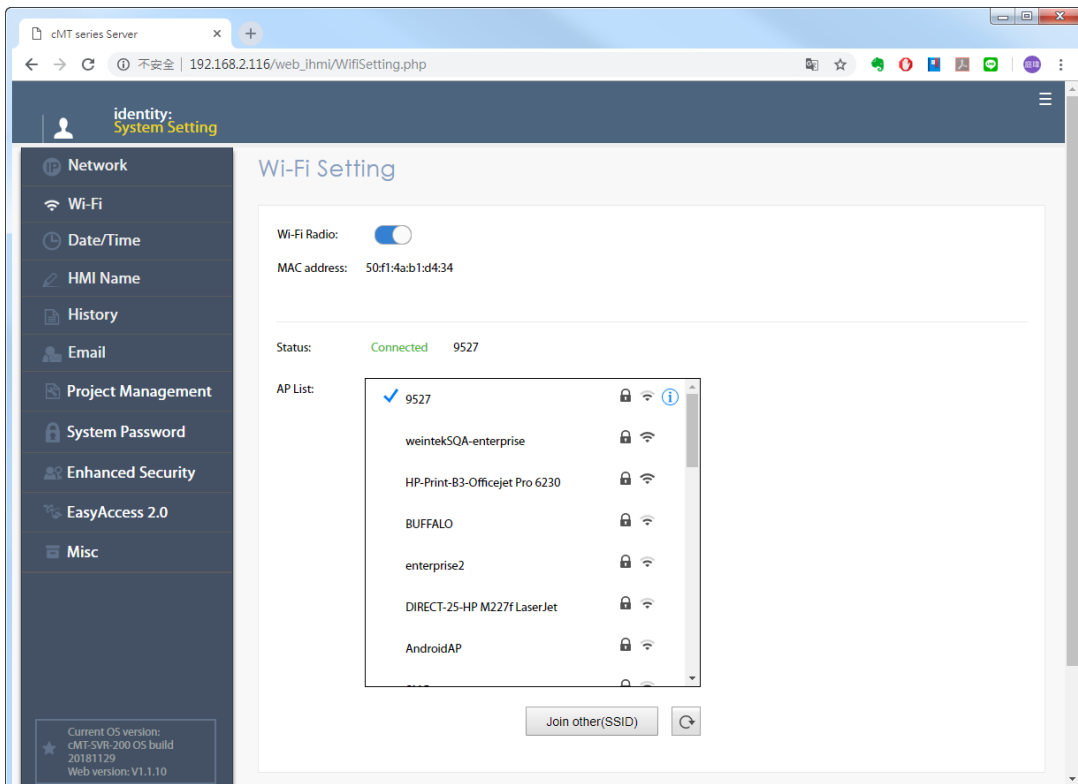 cMT series Server
不安全 | 192.168.2.116/web_ihmi/WifiSetting.php
identity:
System Setting
Network
Wi-Fi
Date/Time
HMI Name
History
Email
Project Management
System Password
Enhanced Security
EasyAccess 2.0
Misc
Current OS version:
cMT-SVR-200 OS build
20181129
Web version: V1.1.10
Wi-Fi Setting
Wi-Fi Radio:
MAC address: 50:f1:4a:b1:d4:34
Status: Connected 9527
AP List:
9527
weintekSQA-enterprise
HP-Print-B3-Officejet Pro 6230
BUFFALO
enterprise2
DIRECT-25-HP M227f LaserJet
AndroidAP
Join other(SSID)